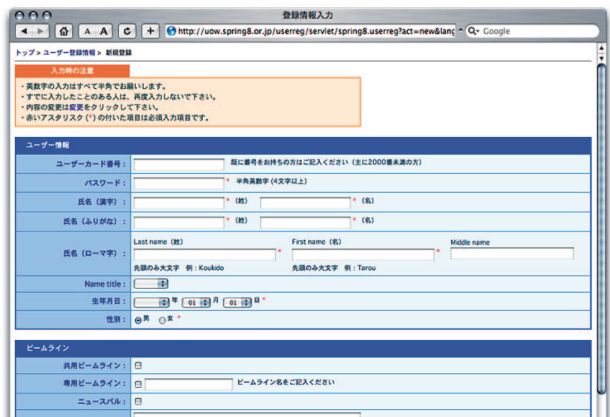 登録情報入力
A A C + http://uow.spring8.or.jp/userreg/servlet/spring8.userreg?act=new&lang Q- Google
トップ > ユーザー登録情報 > 新規登録
入力時の注意
・英数字の入力はすべて半角でお願いします。
・すでに入力したことのある人は、再度入力しないで下さい。
・内容の変更は変更をクリックして下さい。
・赤いアスタリスク (*) の付いた項目は必須入力項目です。
ユーザー情報
ユーザーカード番号： 既に番号をお持ちの方はご記入ください（主に2000番未満の方）
パスワード： * 半角英数字 (4文字以上)
氏名（漢字）： * (姓) * (名)
氏名（ふりがな）： * (姓) * (名)
Last name（姓） First name（名） Middle name
氏名（ローマ字）： * *
先頭のみ大文字 例：Koukido 先頭のみ大文字 例：Tarou
Name title：
生年月日： 年 01 月 01 日 *
性別： 男 女 *
ビームライン
共用ビームライン：
専用ビームライン： ビームライン名をご記入ください
ニュースバル：